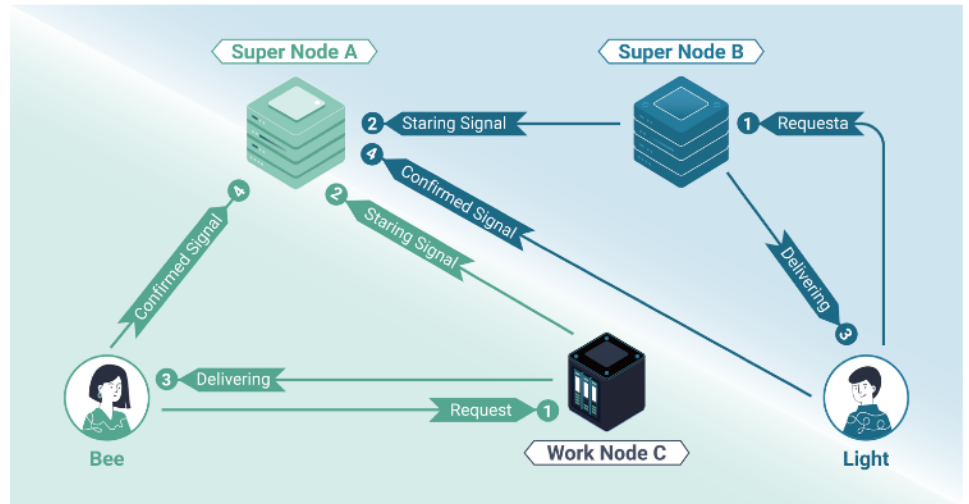 Super Node A
Super Node B
2 Staring Signal
1 Requesta
4 Confirmed Signal
2 Staring Signal
4 Confirmed Signal
Delivering 3
3 Delivering
Request 1
Bee
Work Node C
Light